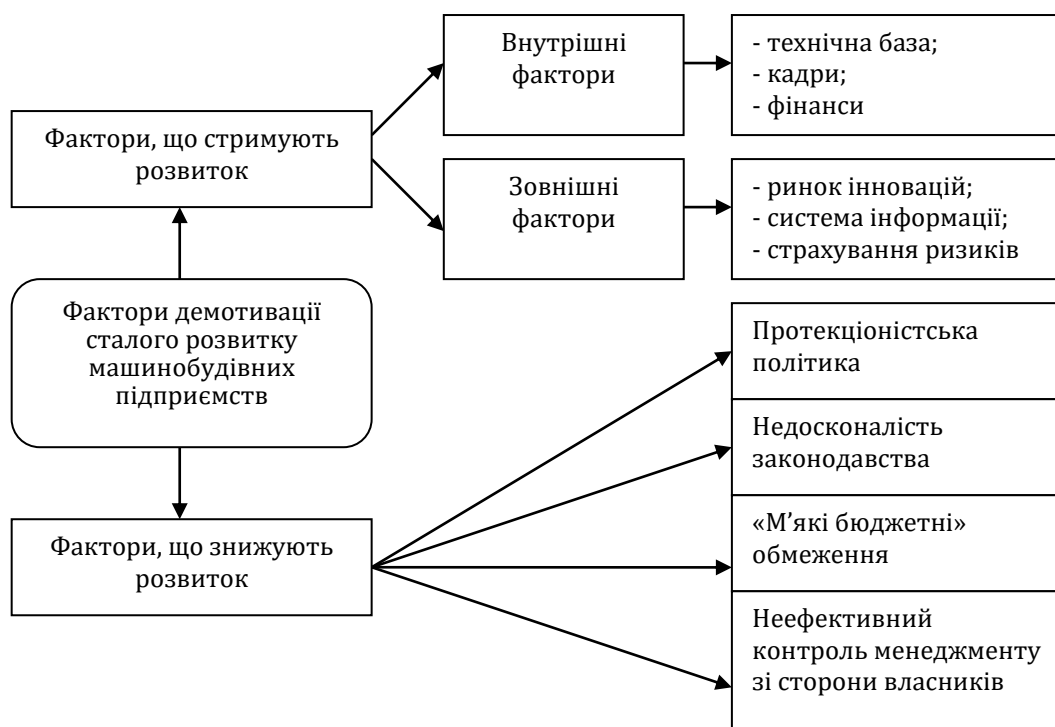 Внутрішні
фактори
- технічна база;
- кадри;
- фінанси
Фактори, що стримують
розвиток
Зовнішні
фактори
- ринок інновацій;
- система інформації;
- страхування ризиків
Фактори демотивації
сталого розвитку
машинобудівних
підприємств
Протекціоністська
політика
Недосконалість
законодавства
«М’які бюджетні»
обмеження
Фактори, що знижують
розвиток
Неефективний
контроль менеджменту
зі сторони власників